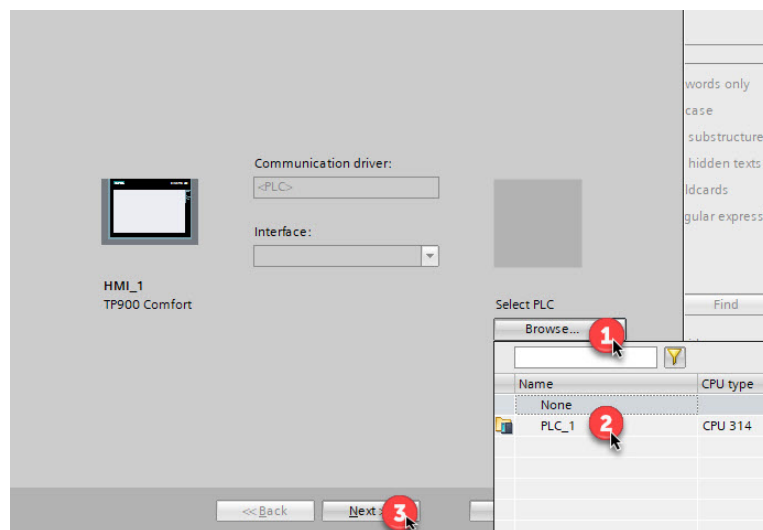 words only
case
substructure
hidden texts
ldcards
gular express
Communication driver:
<PLC>
Interface:
HMI_1
TP900 Comfort
Select PLC
Find
Browse...
1
Name
CPU type
None
PLC_1
2
CPU 314
<<Back
Next
3